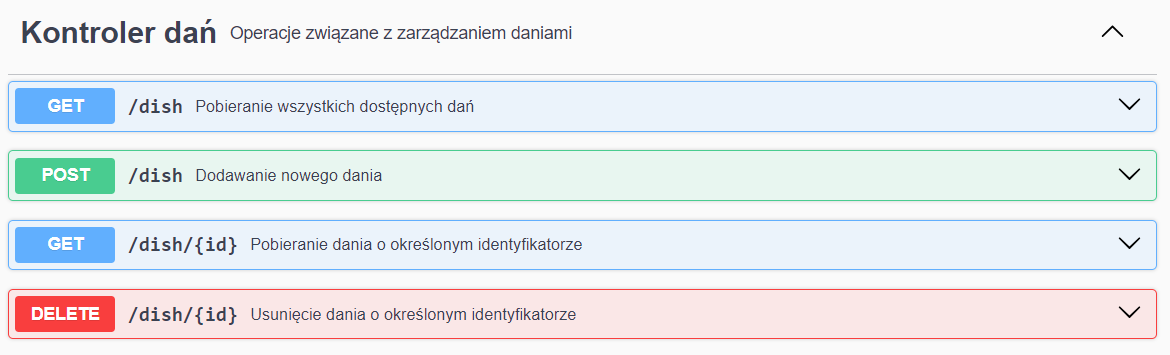 Kontroler dań Operacje związane z zarządzaniem daniami
GET /dish Pobieranie wszystkich dostępnych dań
POST /dish Dodawanie nowego dania
GET /dish/{id} Pobieranie dania o określonym identyfikatorze
DELETE /dish/{id} Usunięcie dania o określonym identyfikatorze